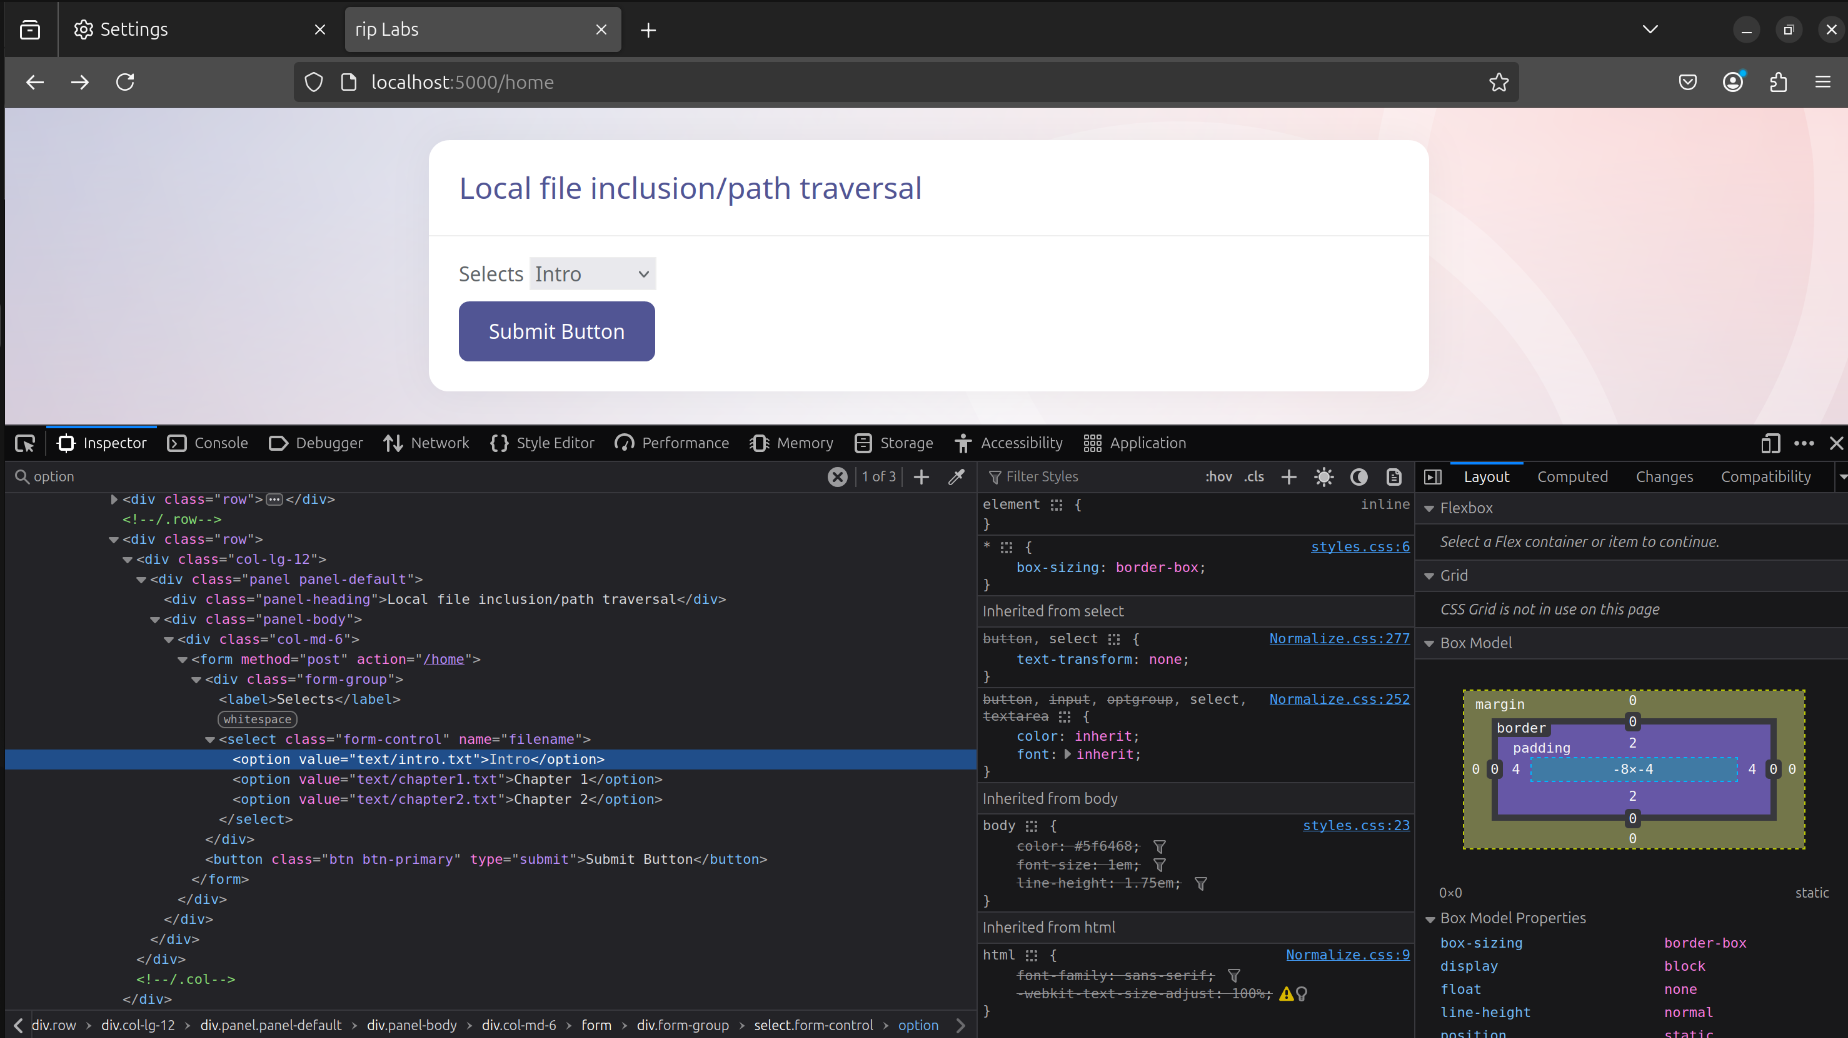 Settings
rip Labs
localhost:5000/home
Local file inclusion/path traversal
Selects Intro
Submit Button
Inspector Console Debugger Network Style Editor Performance Memory Storage Accessibility Application
option 1 of 3
<div class="row"> </div>
<!--/.row-->
<div class="row">
<div class="col-lg-12">
<div class="panel panel-default">
<div class="panel-heading">Local file inclusion/path traversal</div>
<div class="panel-body">
<div class="col-md-6">
<form method="post" action="/home">
<div class="form-group">
<label>Selects</label>
whitespace
<select class="form-control" name="filename">
<option value="text/intro.txt">Intro</option>
<option value="text/chapter1.txt">Chapter 1</option>
<option value="text/chapter2.txt">Chapter 2</option>
</select>
</div>
<button class="btn btn-primary" type="submit">Submit Button</button>
</form>
</div>
</div>
</div>
</div>
<!--/.col-->
</div>
div.row > div.col-lg-12 > div.panel.panel-default > div.panel-body > div.col-md-6 > form > div.form-group > select.form-control > option
Filter Styles :hov .cls
element { inline
}
* { styles.css:6
box-sizing: border-box;
}
Inherited from select
button, select { Normalize.css:277
text-transform: none;
}
button, input, optgroup, select, Normalize.css:252
textarea {
color: inherit;
font: inherit;
}
Inherited from body
body { styles.css:23
color: #5f6468;
font-size: 1em;
line-height: 1.75em;
}
Inherited from html
html { Normalize.css:9
font-family: sans-serif;
-webkit-text-size-adjust: 100%;
}
Layout Computed Changes Compatibility
Flexbox
Select a Flex container or item to continue.
Grid
CSS Grid is not in use on this page
Box Model
margin 0
border 0
padding 2
0 0 4 -8×-4 4 0 0
2
0
0
0×0 static
Box Model Properties
box-sizing border-box
display block
float none
line-height normal
position static